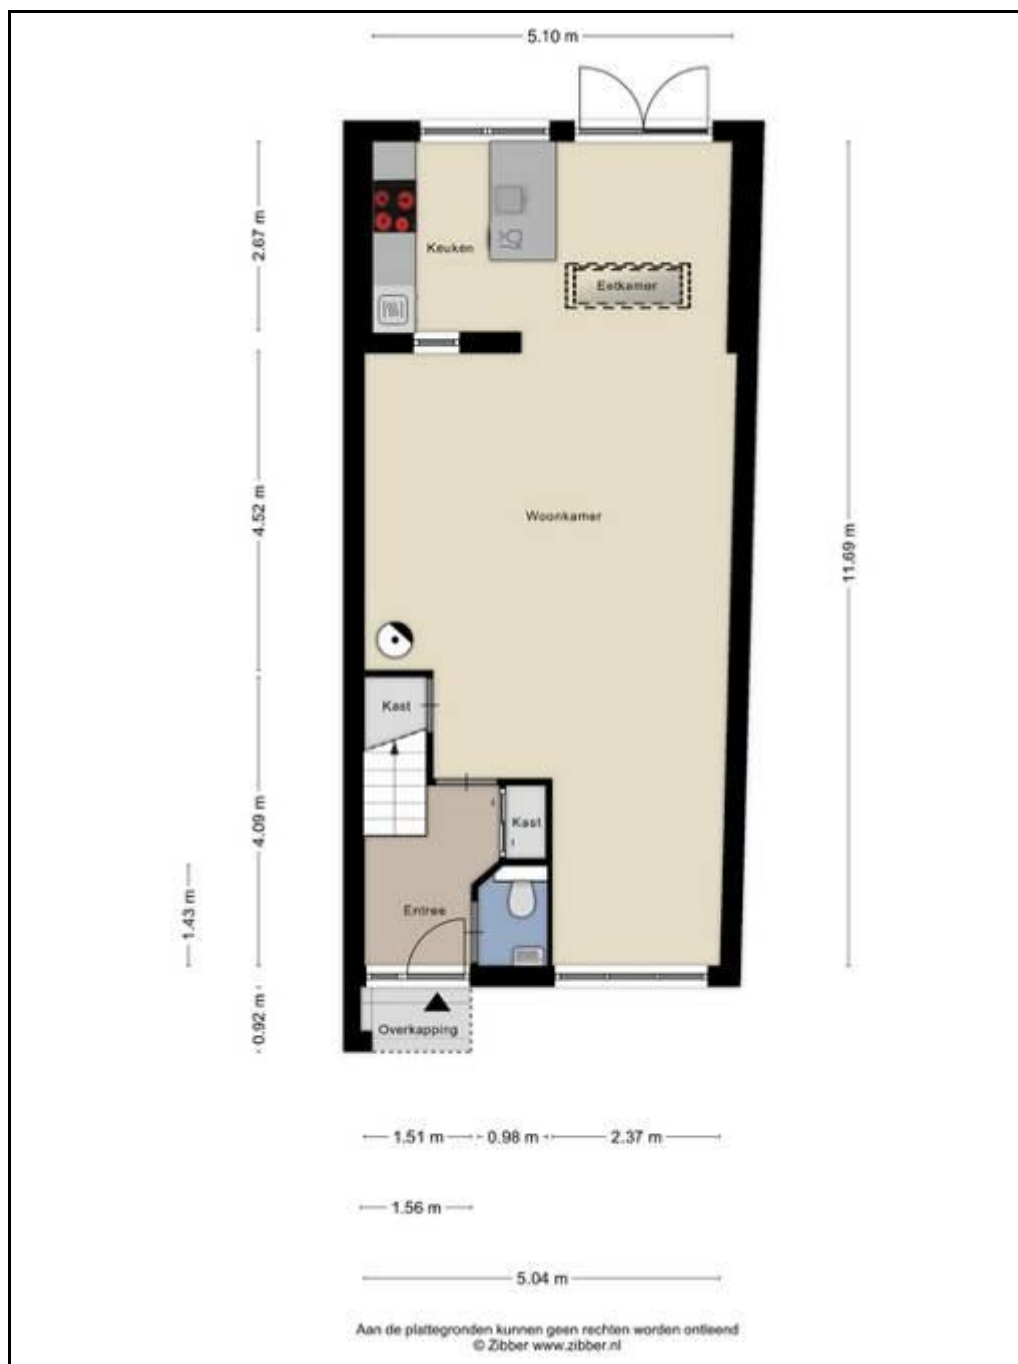 5.10 m
2.67 m
Keuken
Eetkamer
4.52 m
Woonkamer
11.69 m
Kast
4.09 m
Kast
1.43 m
Entree
0.92 m
Overkapping
1.51 m
0.98 m
2.37 m
1.56 m
5.04 m
Aan de plattegronden kunnen geen rechten worden ontleend
© Zibber www.zibber.nl